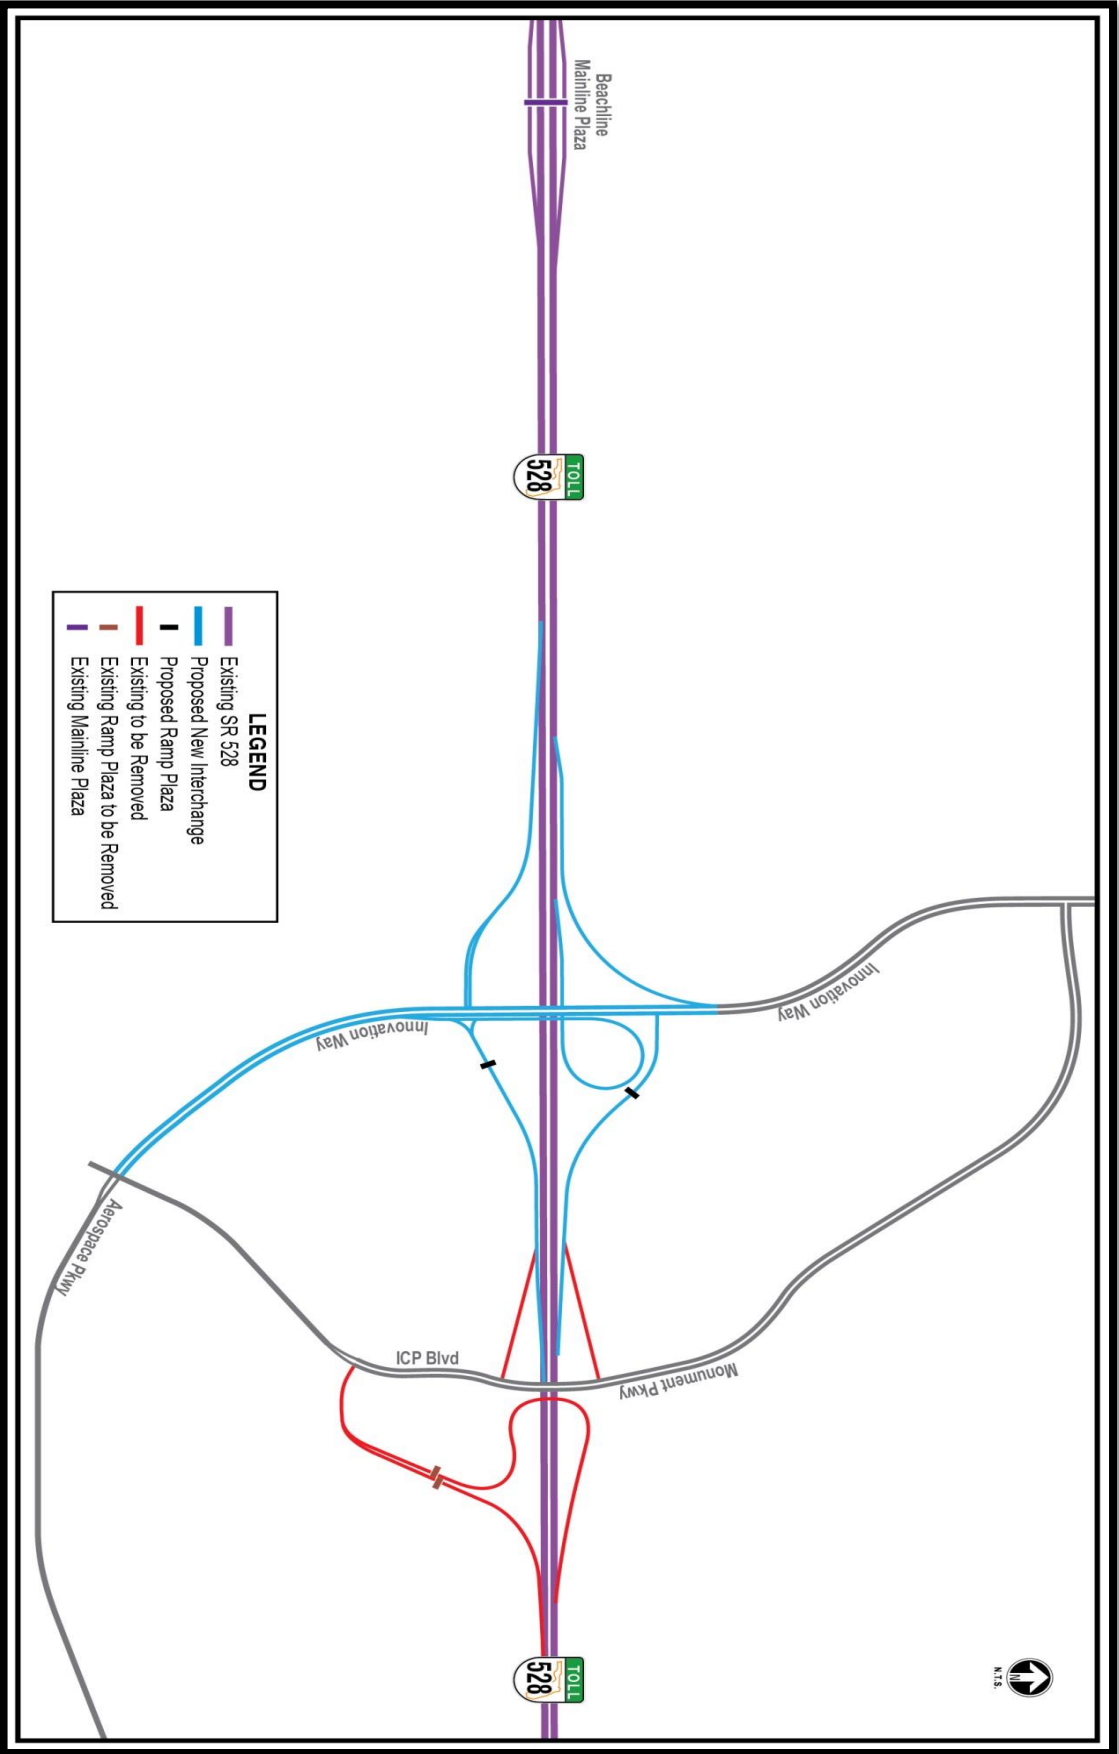 Beachline
Mainline Plaza
TOLL
528
Innovation Way
Innovation Way
Monument Pkwy
ICP Blvd
Aerospace Pkwy
TOLL
528
N
N.T.S.
LEGEND
Existing SR 528
Proposed New Interchange
Proposed Ramp Plaza
Existing to be Removed
Existing Ramp Plaza to be Removed
Existing Mainline Plaza